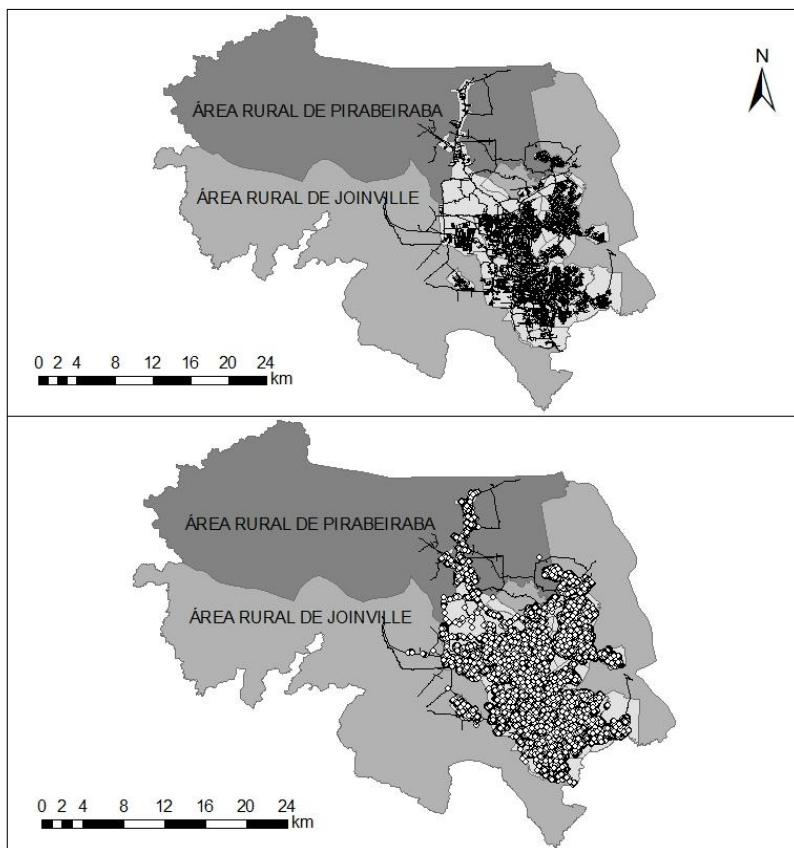 N
ÁREA RURAL DE PIRABEIRABA
ÁREA RURAL DE JOINVILLE
0 2 4 8 12 16 20 24
km
ÁREA RURAL DE PIRABEIRABA
ÁREA RURAL DE JOINVILLE
0 2 4 8 12 16 20 24
km